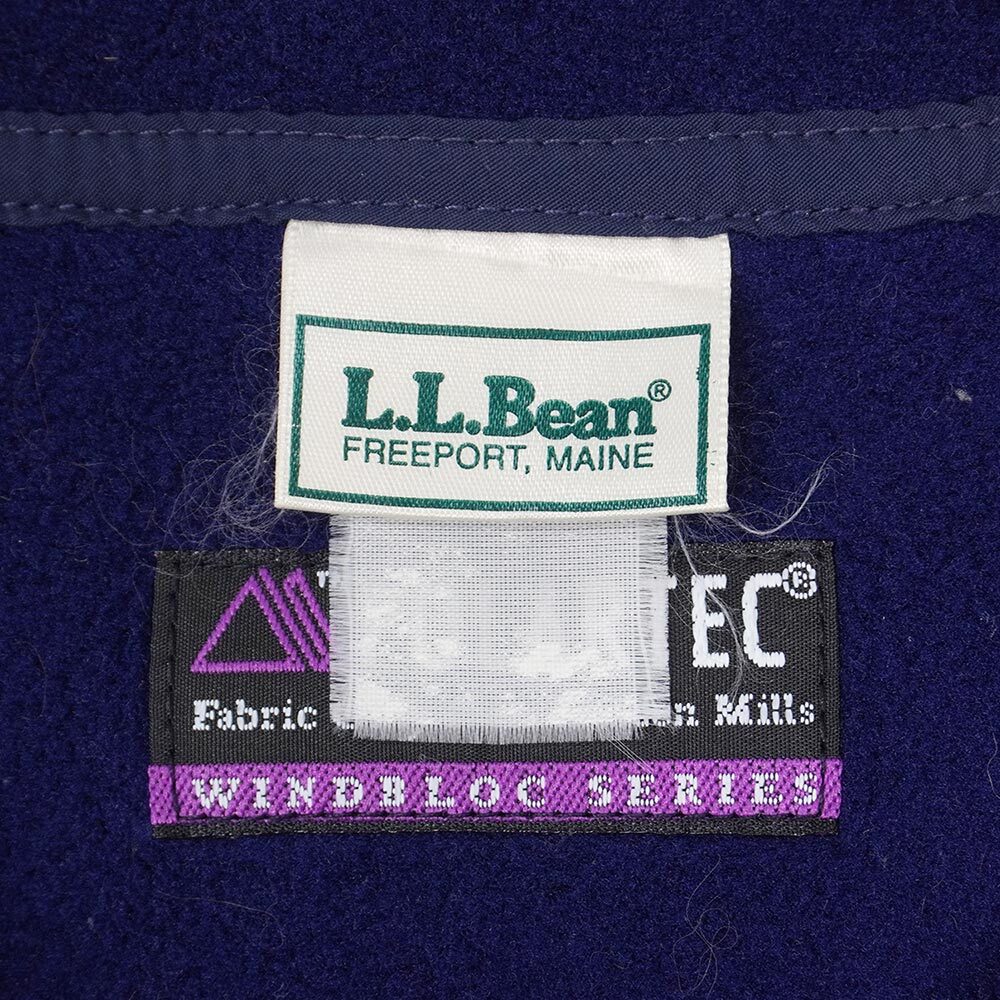 L.L.Bean®
FREEPORT, MAINE
TEC®
Fabric Mills
WINDBLOC SERIES